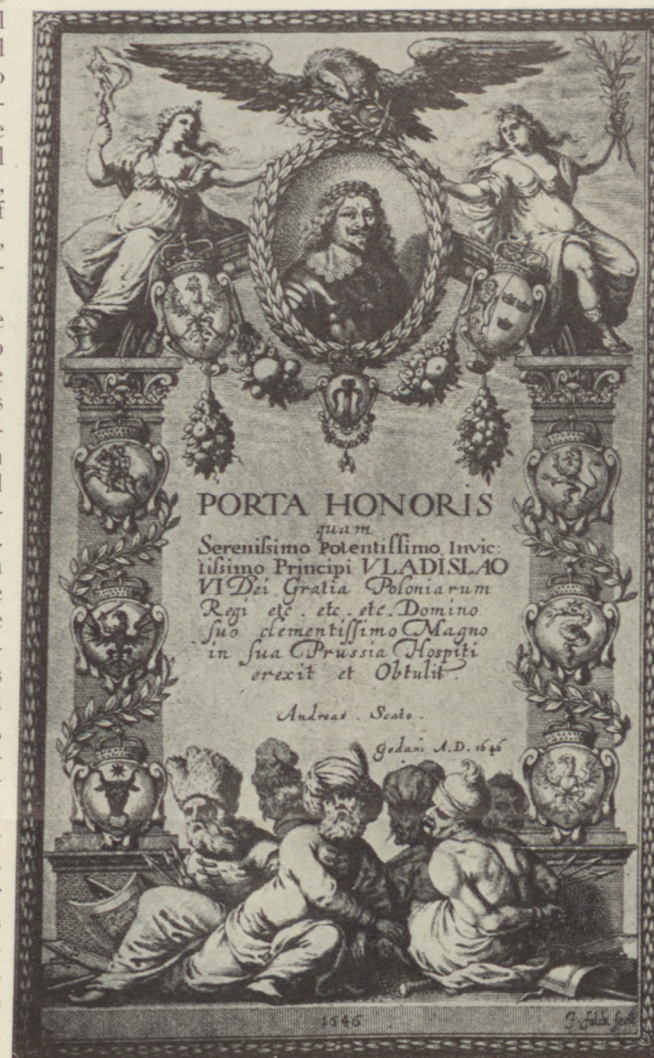 PORTA HONORIS
quam
Serenissimo Potentissimo Invic:
tissimo Principi VLADISLAO
VI Dei Gratia Poloniarum
Regi etc. etc. etc. Domino
suo clementissimo Magno
in sua Prussia Hospiti
erexit et Obtulit.
Andreas. Scato.
Gedani A.D. 1646
1646